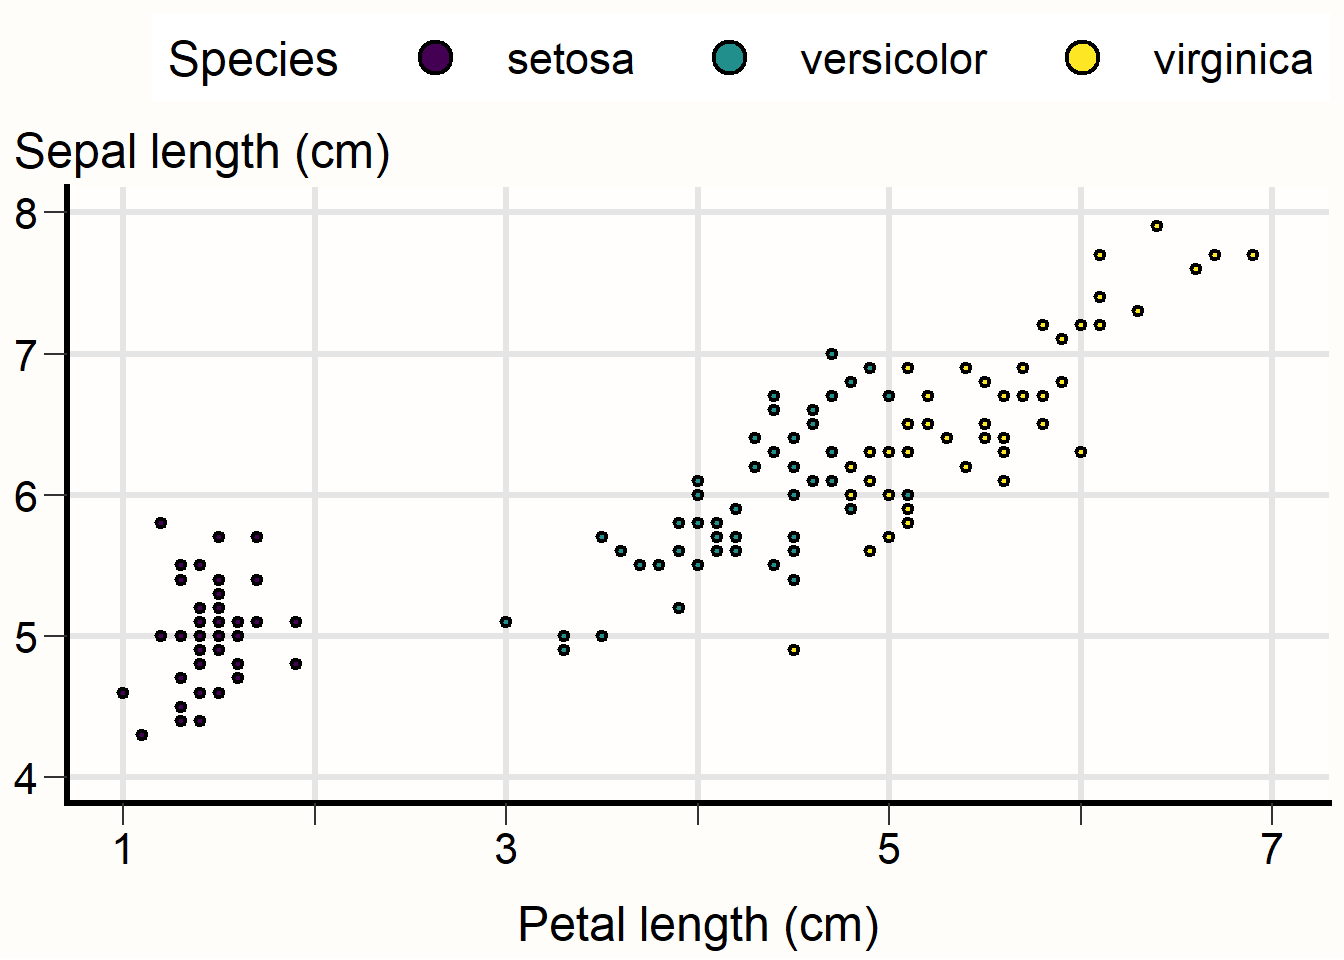 Species setosa versicolor virginica
Sepal length (cm)
8
7
6
5
4
1 3 5 7
Petal length (cm)